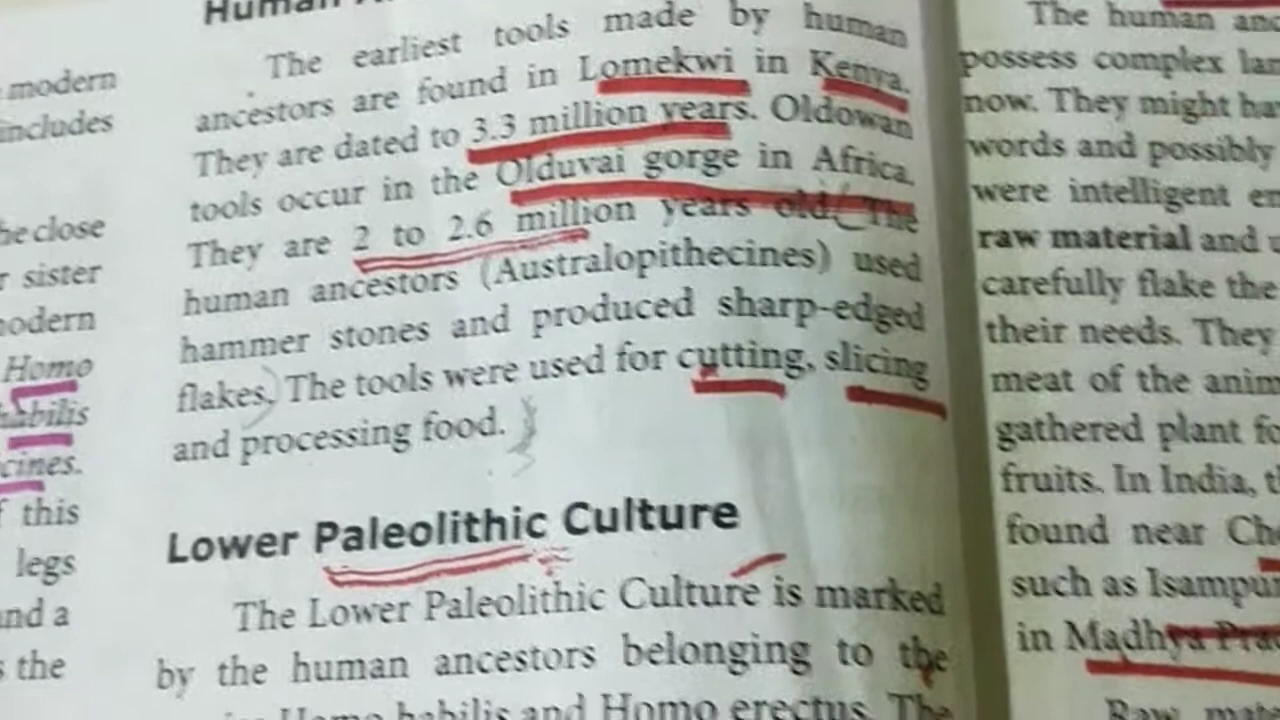 modern
includes
close
sister
Homo
habilis
cines.
this
legs
and a
the
Human
The earliest tools made by human
ancestors are found in Lomekwi in Kenya.
They are dated to 3.3 million years. Oldowan
tools occur in the Olduvai gorge in Africa.
They are 2 to 2.6 million years old. The
human ancestors (Australopithecines) used
hammer stones and produced sharp-edged
flakes. The tools were used for cutting, slicing
and processing food.
Lower Paleolithic Culture
The Lower Paleolithic Culture is marked
by the human ancestors belonging to the
Homo habilis and Homo erectus. The
The human
possess complex
now. They might
words and possibly
were intelligent
raw material and
carefully flake the
their needs. They
meat of the
gathered plant
fruits. In India,
found near
such as Isampur
in Madhya
Raw